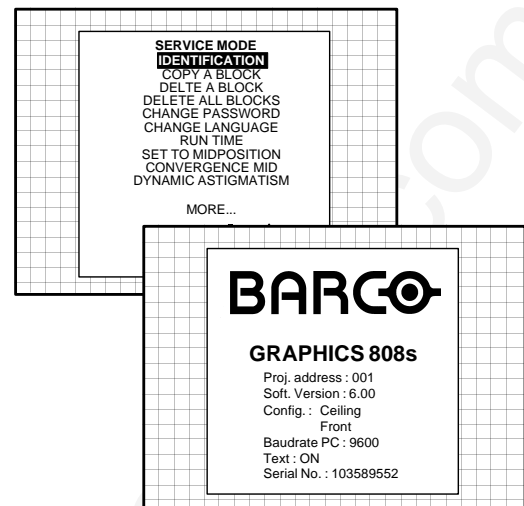 SERVICE MODE
IDENTIFICATION
COPY A BLOCK
DELTE A BLOCK
DELETE ALL BLOCKS
CHANGE PASSWORD
CHANGE LANGUAGE
RUN TIME
SET TO MIDPOSITION
CONVERGENCE MID
DYNAMIC ASTIGMATISM
MORE...
BARCO
GRAPHICS 808s
Proj. address : 001
Soft. Version : 6.00
Config. : Ceiling
Front
Baudrate PC : 9600
Text : ON
Serial No. : 103589552